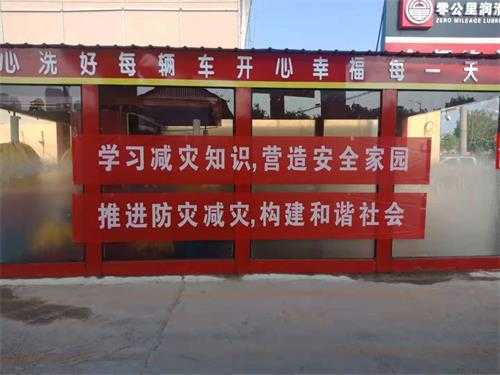 零公里润滑
ZERO MILEAGE LUBR
心洗好每辆车开心幸福每一天
学习减灾知识,营造安全家园
推进防灾减灾,构建和谐社会